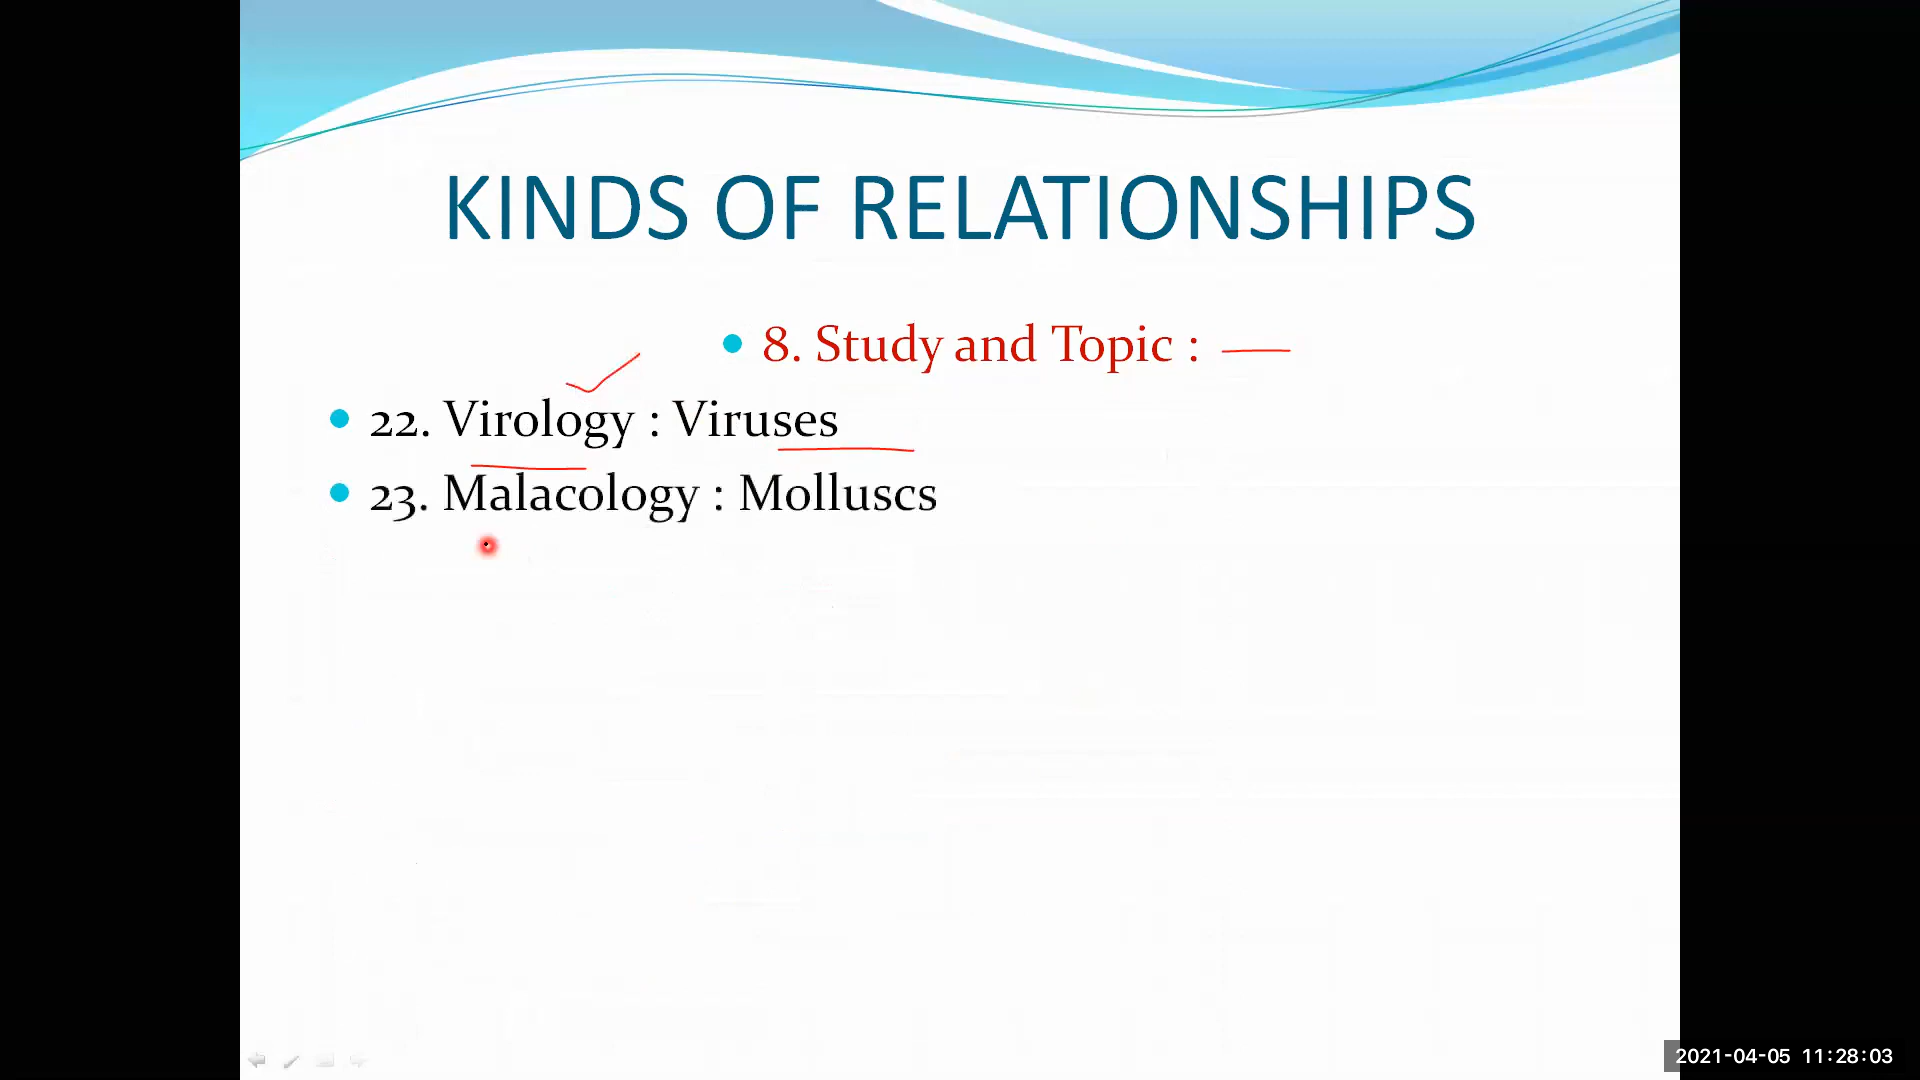 KINDS OF RELATIONSHIPS
8. Study and Topic :
22. Virology : Viruses
23. Malacology : Molluscs
2021-04-05 11:28:03